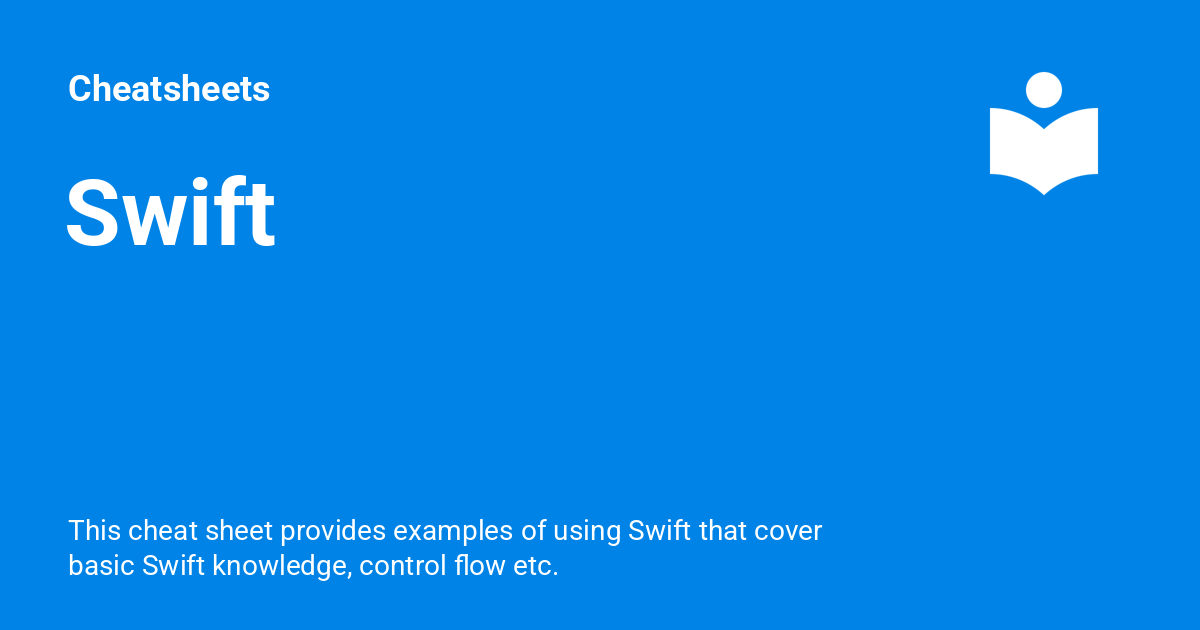 Cheatsheets
Swift
This cheat sheet provides examples of using Swift that cover
basic Swift knowledge, control flow etc.